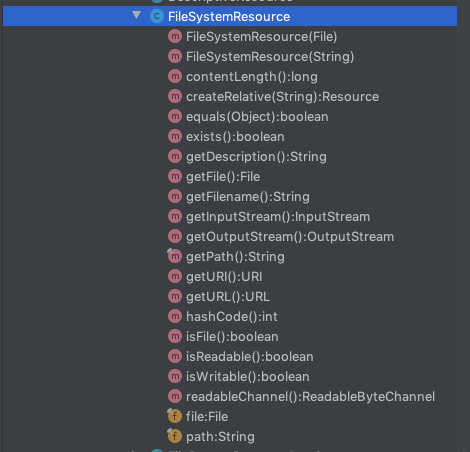 FileSystemResource
FileSystemResource(File)
FileSystemResource(String)
contentLength():long
createRelative(String):Resource
equals(Object):boolean
exists():boolean
getDescription():String
getFile():File
getFilename():String
getInputStream():InputStream
getOutputStream():OutputStream
getPath():String
getURI():URI
getURL():URL
hashCode():int
isFile():boolean
isReadable():boolean
isWritable():boolean
readableChannel():ReadableByteChannel
file:File
path:String